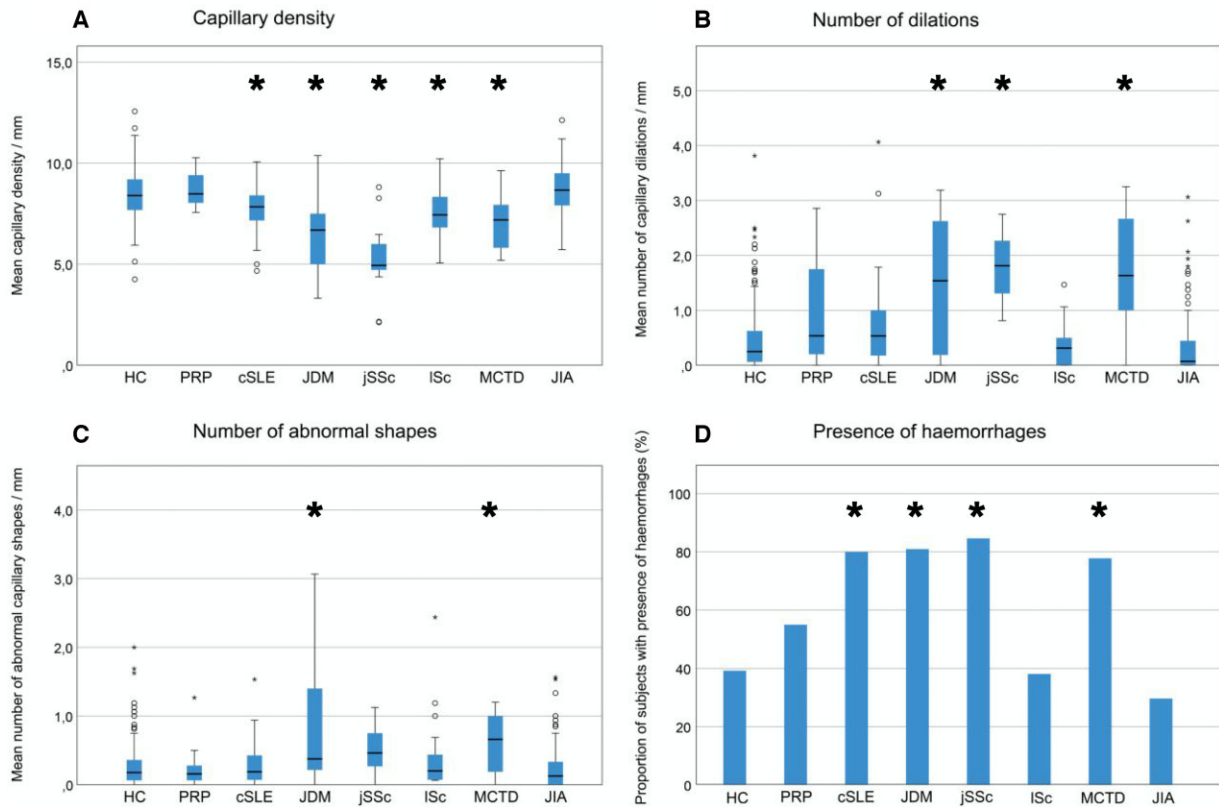 A Capillary density
Mean capillary density / mm
15,0
10,0
5,0
,0
* * * * *
HC PRP cSLE JDM jSSc lSc MCTD JIA
B Number of dilations
Mean number of capillary dilations / mm
5,0
4,0
3,0
2,0
1,0
,0
* * *
HC PRP cSLE JDM jSSc lSc MCTD JIA
C Number of abnormal shapes
Mean number of abnormal capillary shapes / mm
4,0
3,0
2,0
1,0
,0
* *
HC PRP cSLE JDM jSSc lSc MCTD JIA
D Presence of haemorrhages
Proportion of subjects with presence of haemorrhages (%)
100
80
60
40
20
0
* * * *
HC PRP cSLE JDM jSSc lSc MCTD JIA